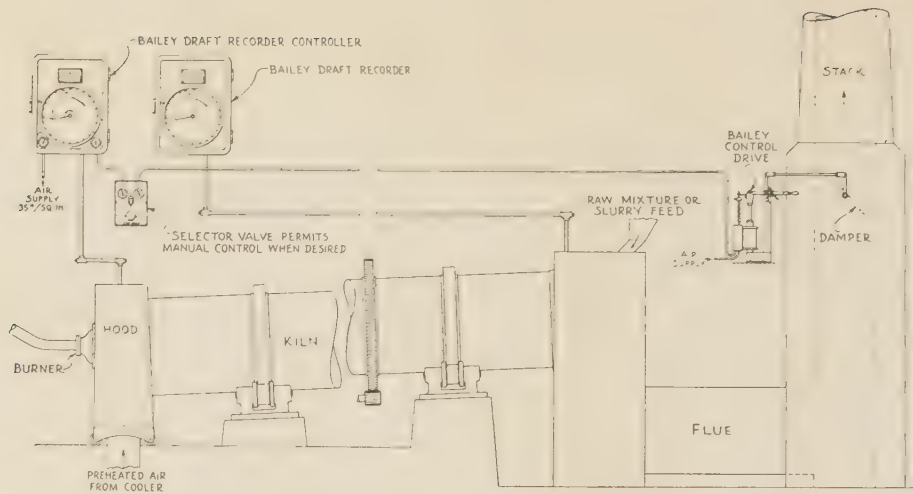 BAILEY DRAFT RECORDER CONTROLLER
BAILEY DRAFT RECORDER
STACK
BAILEY
CONTROL
DRIVE
AIR
SUPPLY
35#/SQ. IN.
RAW MIXTURE OR
SLURRY FEED
SELECTOR VALVE PERMITS
MANUAL CONTROL WHEN DESIRED
DAMPER
HOOD
KILN
BURNER
FLUE
PREHEATED AIR
FROM COOLER